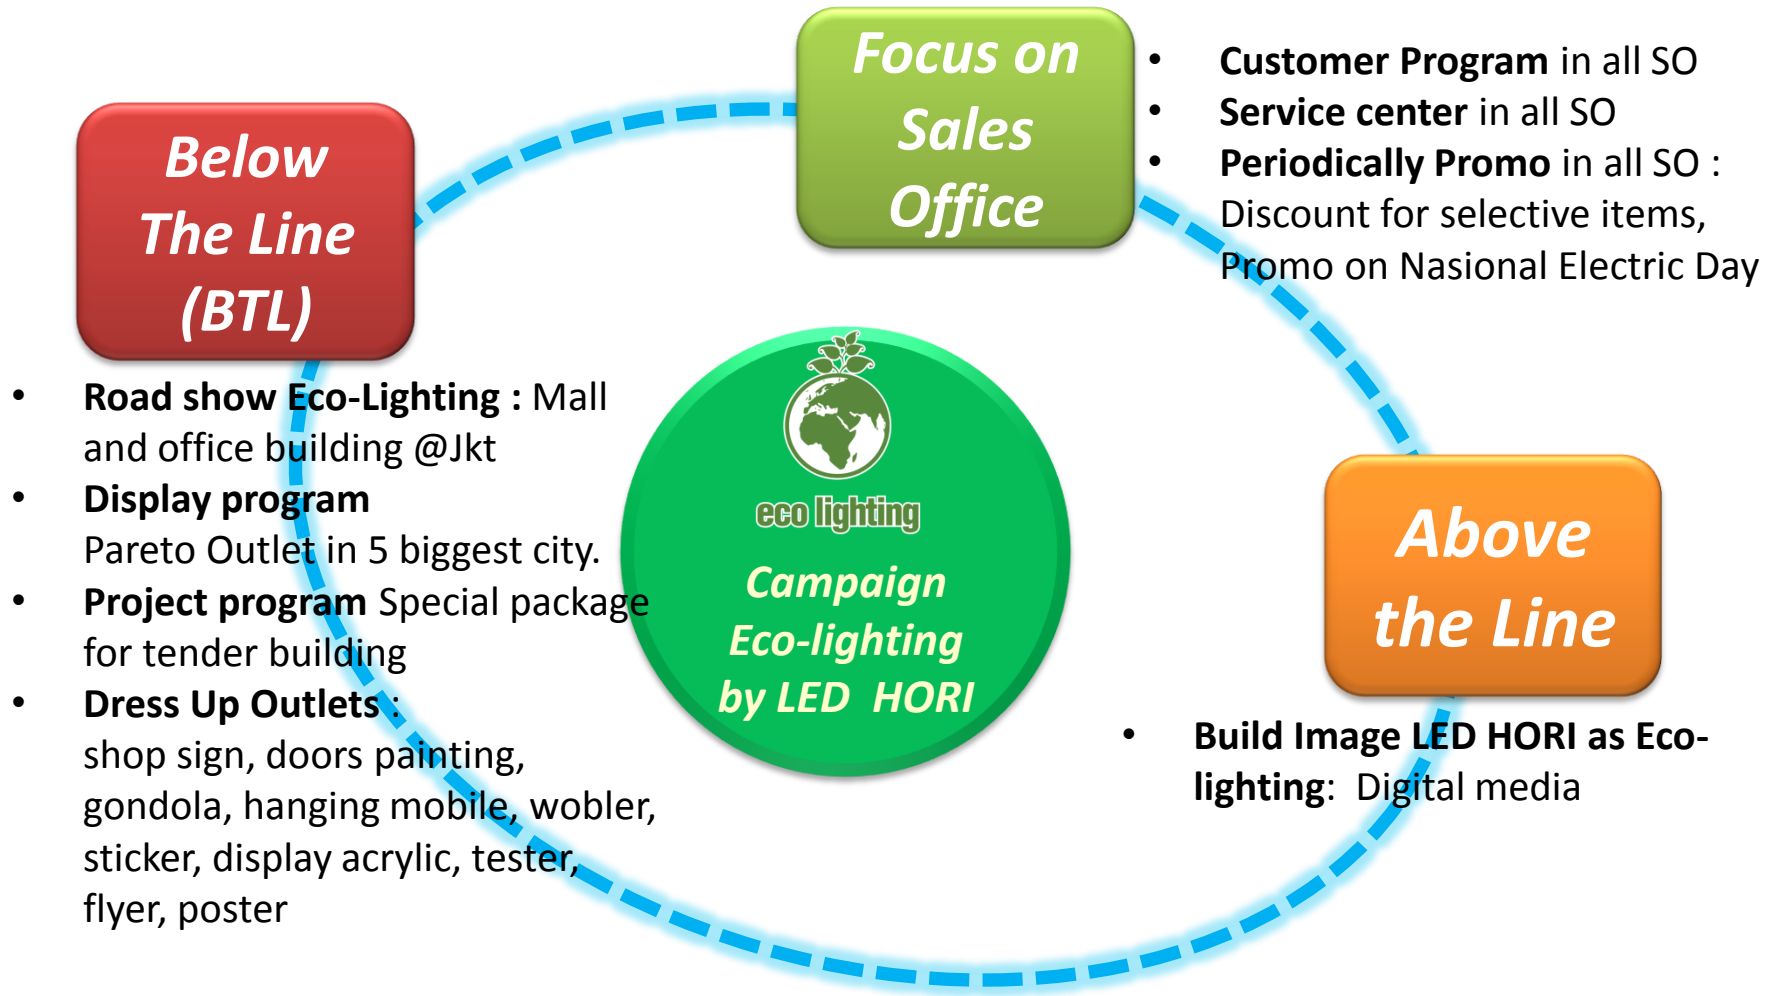 Focus on
Sales
Office
• Customer Program in all SO
• Service center in all SO
• Periodically Promo in all SO :
Discount for selective items,
Promo on Nasional Electric Day
Below
The Line
(BTL)
• Road show Eco-Lighting : Mall
and office building @Jkt
• Display program
Pareto Outlet in 5 biggest city.
• Project program Special package
for tender building
• Dress Up Outlets :
shop sign, doors painting,
gondola, hanging mobile, wobler,
sticker, display acrylic, tester,
flyer, poster
eco lighting
Campaign
Eco-lighting
by LED HORI
Above
the Line
• Build Image LED HORI as Eco-
lighting: Digital media